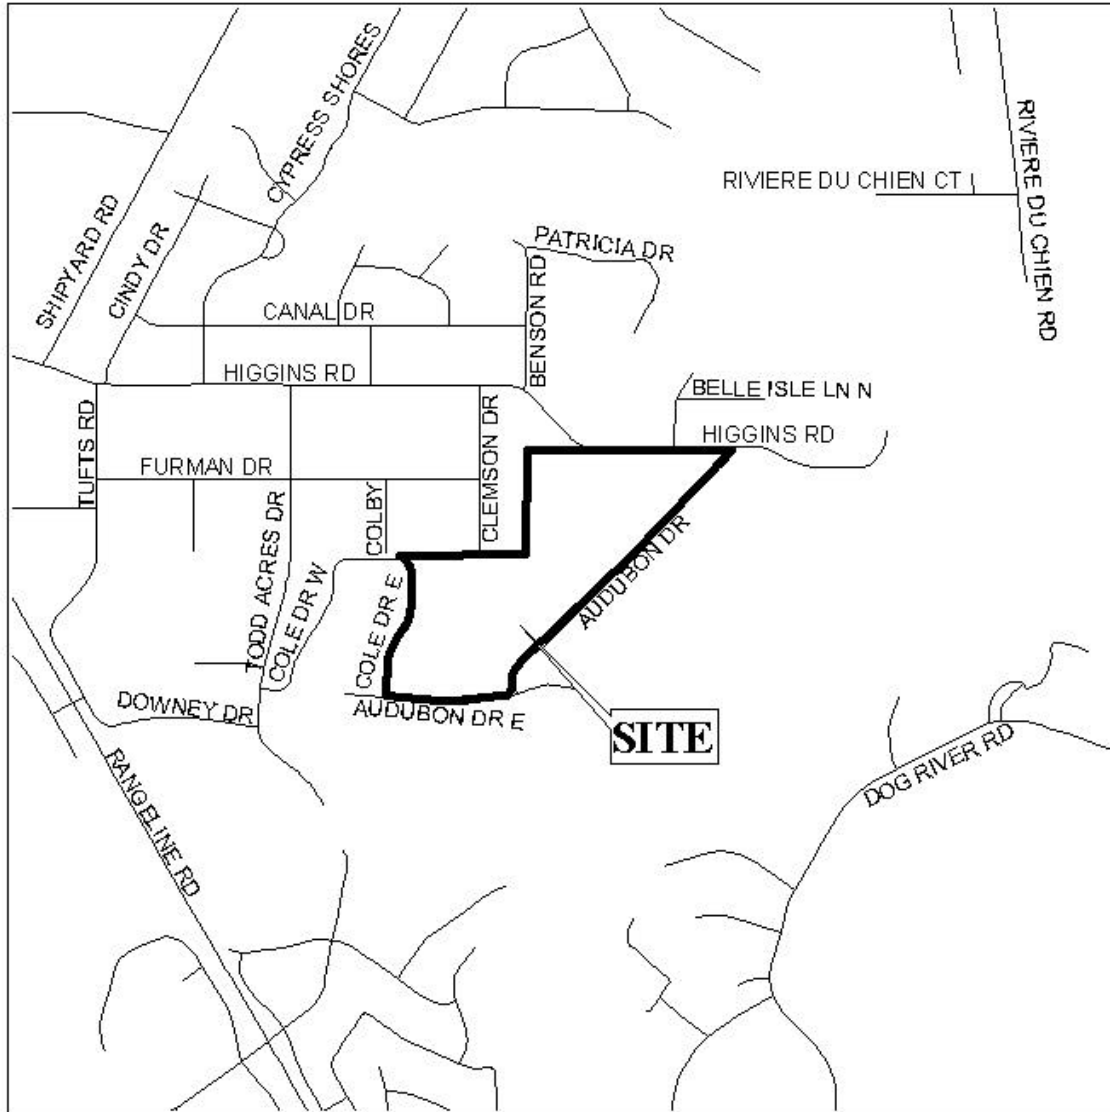 CYPRESS SHORES
RIVIERE DU CHIEN CT
RIVIERE DU CHIEN RD
SHIPYARD RD
CINDY DR
PATRICIA DR
BENSON RD
CANAL DR
HIGGINS RD
BELLE ISLE LN N
HIGGINS RD
TUFTS RD
FURMAN DR
CLEMSON DR
COLBY
TODD ACRES DR
COLE DR W
COLE DR E
AUDUBON DR
DOWNEY DR
AUDUBON DR E
SITE
RANGELINE RD
DOG RIVER RD